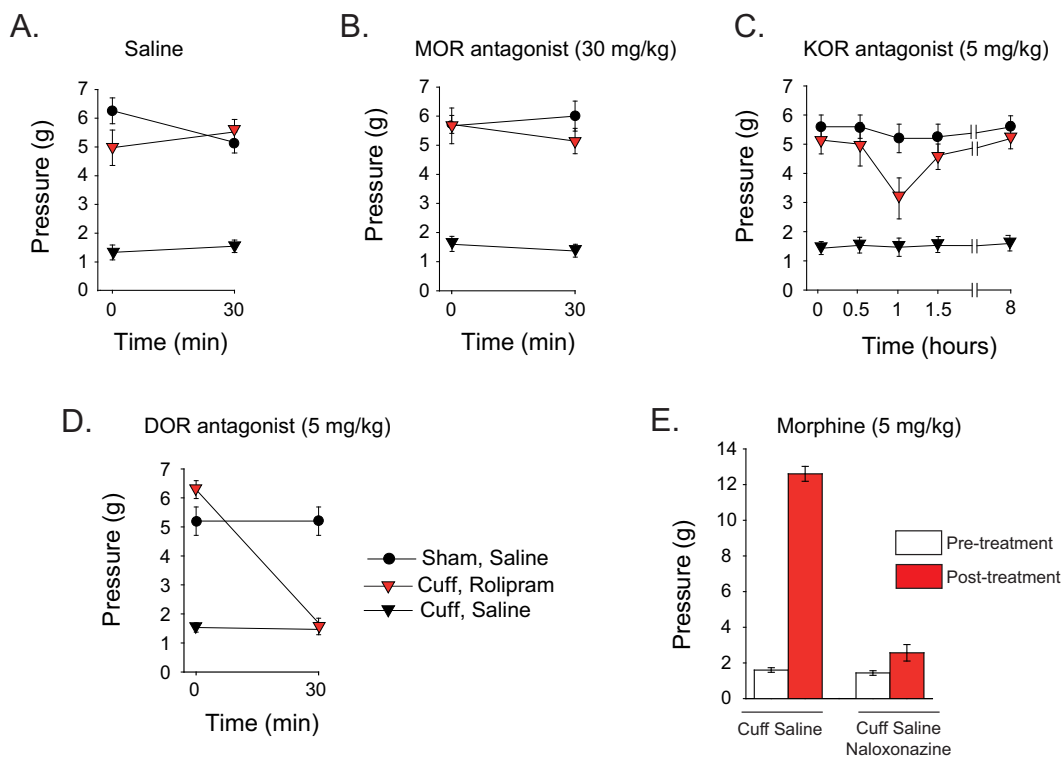 A.
Saline
Pressure (g)
7
6
5
4
3
2
1
0
0 30
Time (min)
B.
MOR antagonist (30 mg/kg)
Pressure (g)
7
6
5
4
3
2
1
0
0 30
Time (min)
C.
KOR antagonist (5 mg/kg)
Pressure (g)
7
6
5
4
3
2
1
0
0 0.5 1 1.5 8
Time (hours)
D.
DOR antagonist (5 mg/kg)
Pressure (g)
7
6
5
4
3
2
1
0
0 30
Time (min)
Sham, Saline
Cuff, Rolipram
Cuff, Saline
E.
Morphine (5 mg/kg)
Pressure (g)
14
12
10
8
6
4
2
0
Cuff Saline
Cuff Saline
Naloxonazine
Pre-treatment
Post-treatment